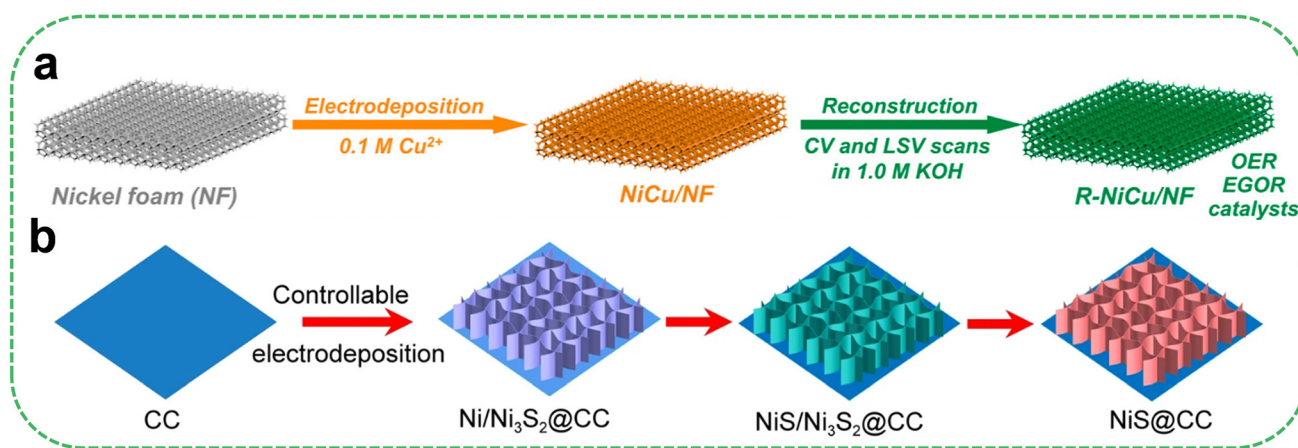 a
Electrodeposition
0.1 M Cu²⁺
Reconstruction
CV and LSV scans
in 1.0 M KOH
Nickel foam (NF)
NiCu/NF
R-NiCu/NF
OER
EGOR
catalysts
b
Controllable
electrodeposition
CC
Ni/Ni₃S₂@CC
NiS/Ni₃S₂@CC
NiS@CC